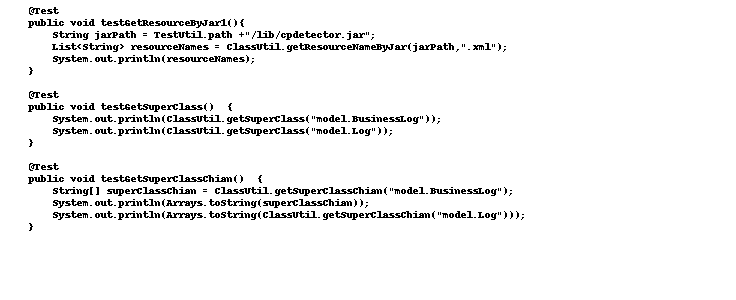 @Test
public void testGetResourceByJar1(){
    String jarPath = TestUtil.path +"/lib/cpdetector.jar";
    List<String> resourceNames = ClassUtil.getResourceNameByJar(jarPath,".xml");
    System.out.println(resourceNames);
}

@Test
public void testGetSuperClass()  {
    System.out.println(ClassUtil.getSuperClass("model.BusinessLog"));
    System.out.println(ClassUtil.getSuperClass("model.Log"));
}

@Test
public void testGetSuperClassChian()  {
    String[] superClassChian = ClassUtil.getSuperClassChian("model.BusinessLog");
    System.out.println(Arrays.toString(superClassChian));
    System.out.println(Arrays.toString(ClassUtil.getSuperClassChian("model.Log")));
}